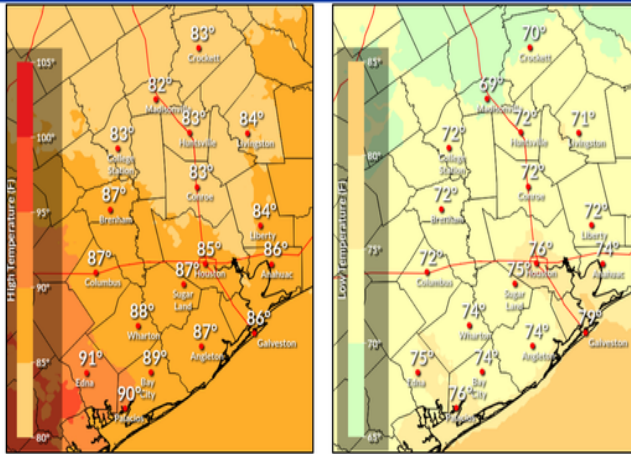 High Temperature (F)
105°
100°
95°
90°
85°
80°
83°
Crockett
82°
Madisonville
83°
Huntsville
84°
Livingston
83°
College
Station
83°
Conroe
87°
Brenham
84°
Liberty
87°
Columbus
85°
Houston
86°
Anahuac
87°
Sugar
Land
88°
Wharton
87°
Angleton
86°
Galveston
91°
Edna
89°
Bay
City
90°
Palacios
Low Temperature (F)
85°
80°
75°
70°
65°
70°
Crockett
69°
Madisonville
72°
Huntsville
71°
Livingston
72°
College
Station
72°
Conroe
72°
Brenham
72°
Liberty
72°
Columbus
76°
Houston
74°
Anahuac
75°
Sugar
Land
74°
Wharton
74°
Angleton
79°
Galveston
75°
Edna
74°
Bay
City
76°
Palacios